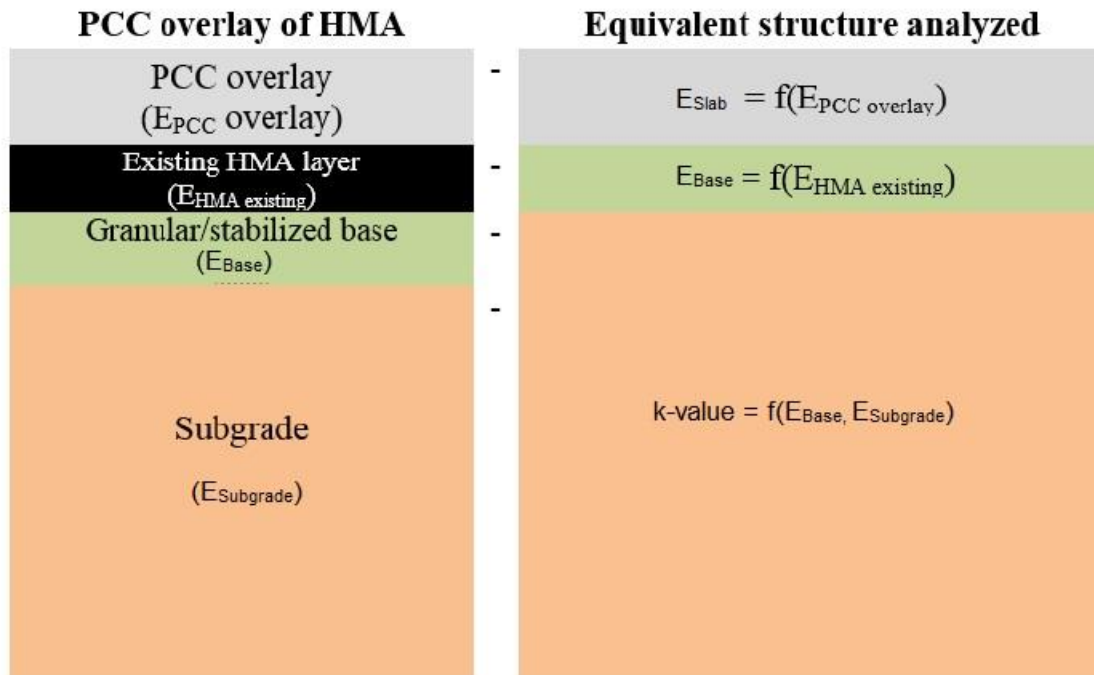 PCC overlay of HMA
PCC overlay
(EPCC overlay)
Existing HMA layer
(EHMA existing)
Granular/stabilized base
(EBase)
Subgrade
(ESubgrade)
-
-
-
-
Equivalent structure analyzed
ESlab = f(EPCC overlay)
EBase = f(EHMA existing)
k-value = f(EBase, ESubgrade)